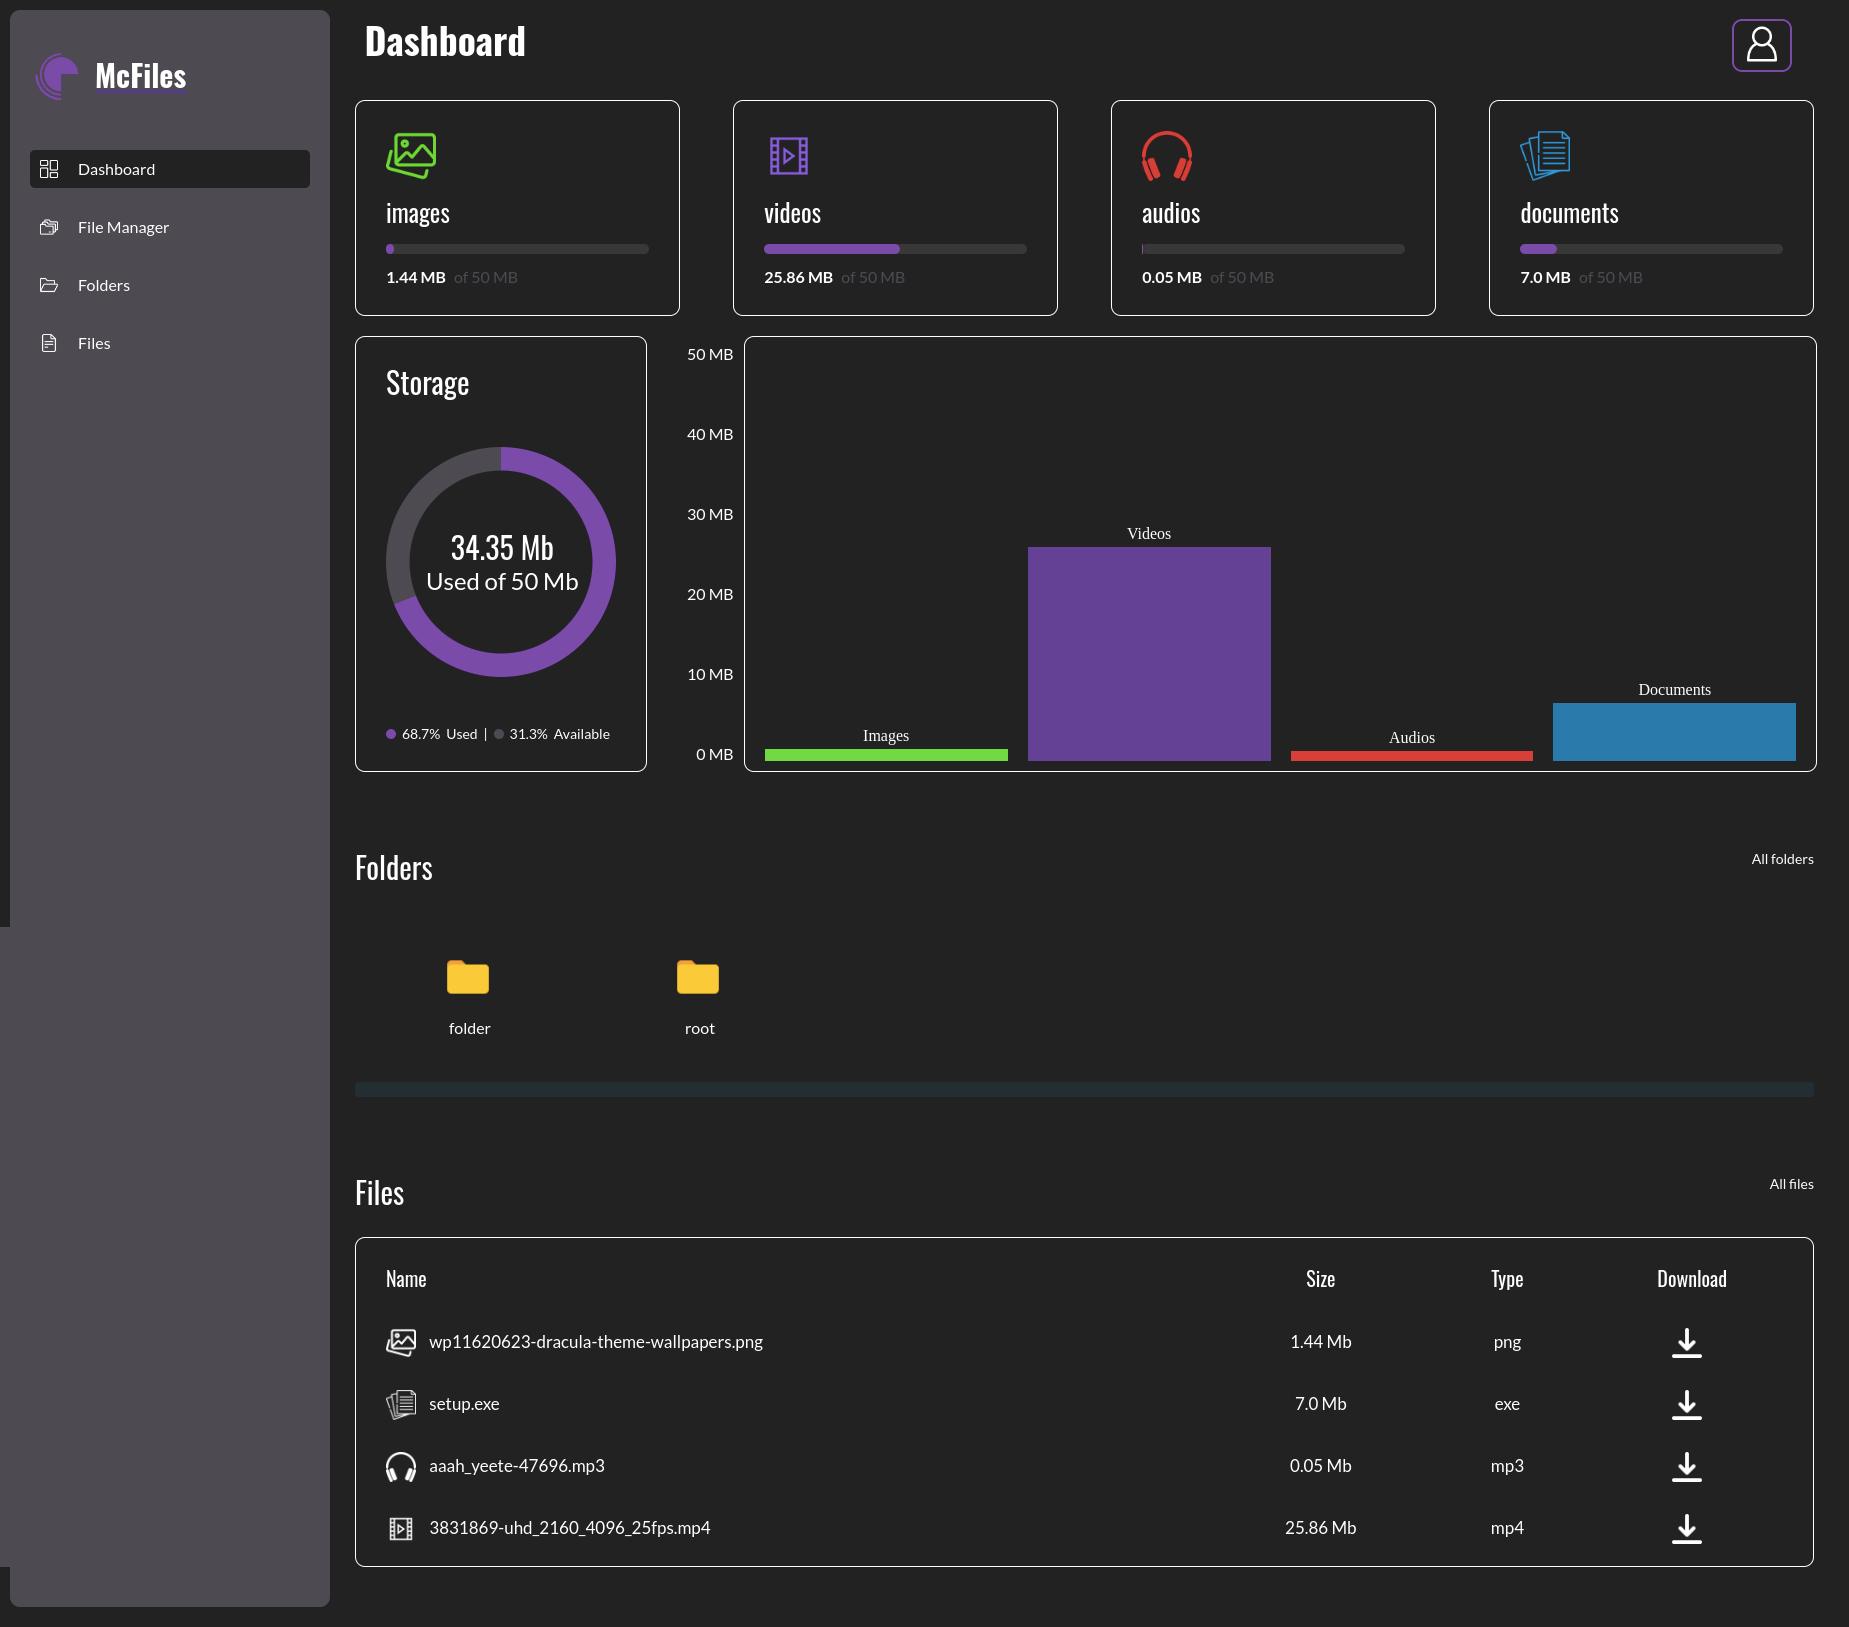 McFiles
Dashboard
File Manager
Folders
Files
Dashboard
images
1.44 MB of 50 MB
videos
25.86 MB of 50 MB
audios
0.05 MB of 50 MB
documents
7.0 MB of 50 MB
Storage
34.35 Mb
Used of 50 Mb
68.7% Used | 31.3% Available
50 MB
40 MB
30 MB
20 MB
10 MB
0 MB
Images
Videos
Audios
Documents
Folders
All folders
folder
root
Files
All files
Name Size Type Download
wp11620623-dracula-theme-wallpapers.png 1.44 Mb png
setup.exe 7.0 Mb exe
aaah_yeete-47696.mp3 0.05 Mb mp3
3831869-uhd_2160_4096_25fps.mp4 25.86 Mb mp4